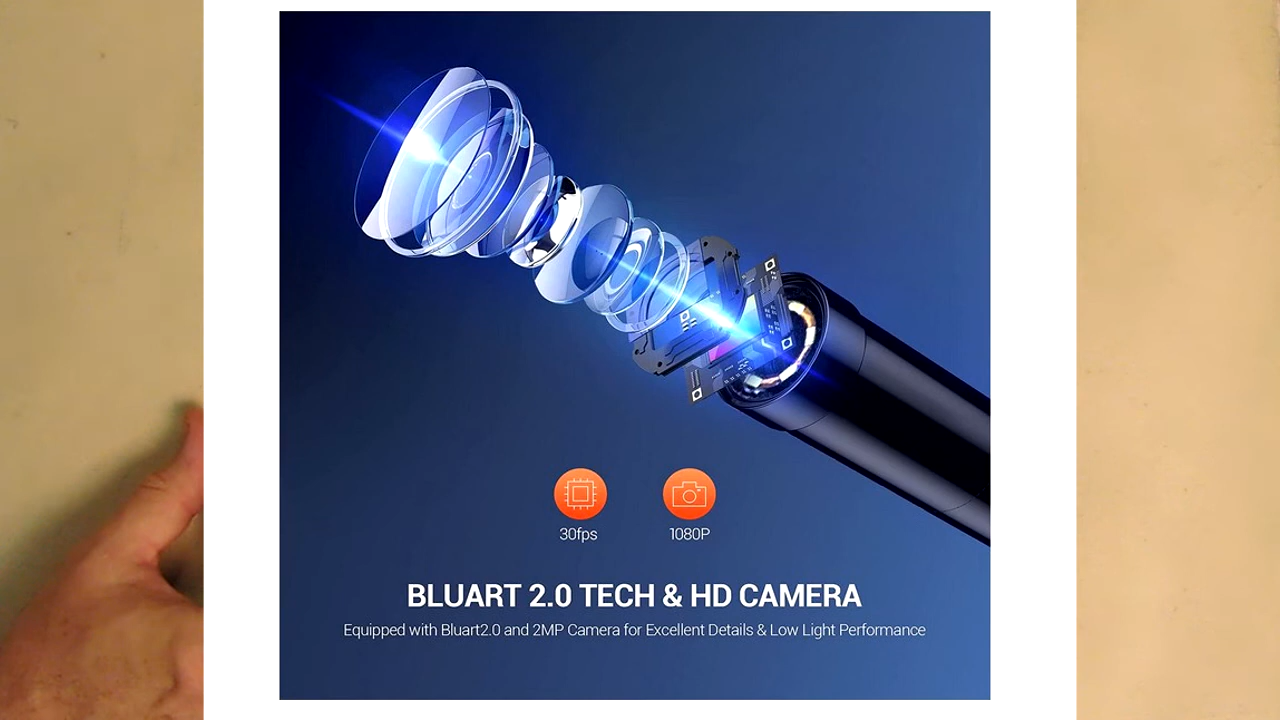 30fps
1080P
BLUART 2.0 TECH & HD CAMERA
Equipped with Bluart2.0 and 2MP Camera for Excellent Details & Low Light Performance